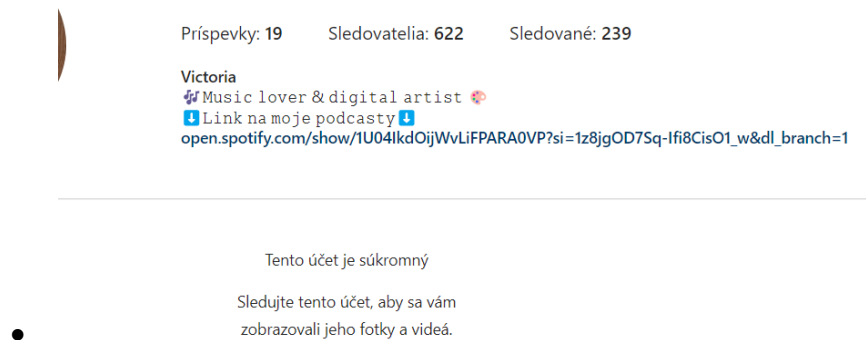 Príspevky: 19 Sledovatelia: 622 Sledované: 239
Victoria
🎶Music lover & digital artist 🎨
⬇️Link na moje podcasty⬇️
open.spotify.com/show/1U04IkdOijWvLiFPARA0VP?si=1z8jgOD7Sq-Ifi8CisO1_w&dl_branch=1
Tento účet je súkromný
Sledujte tento účet, aby sa vám
zobrazovali jeho fotky a videá.